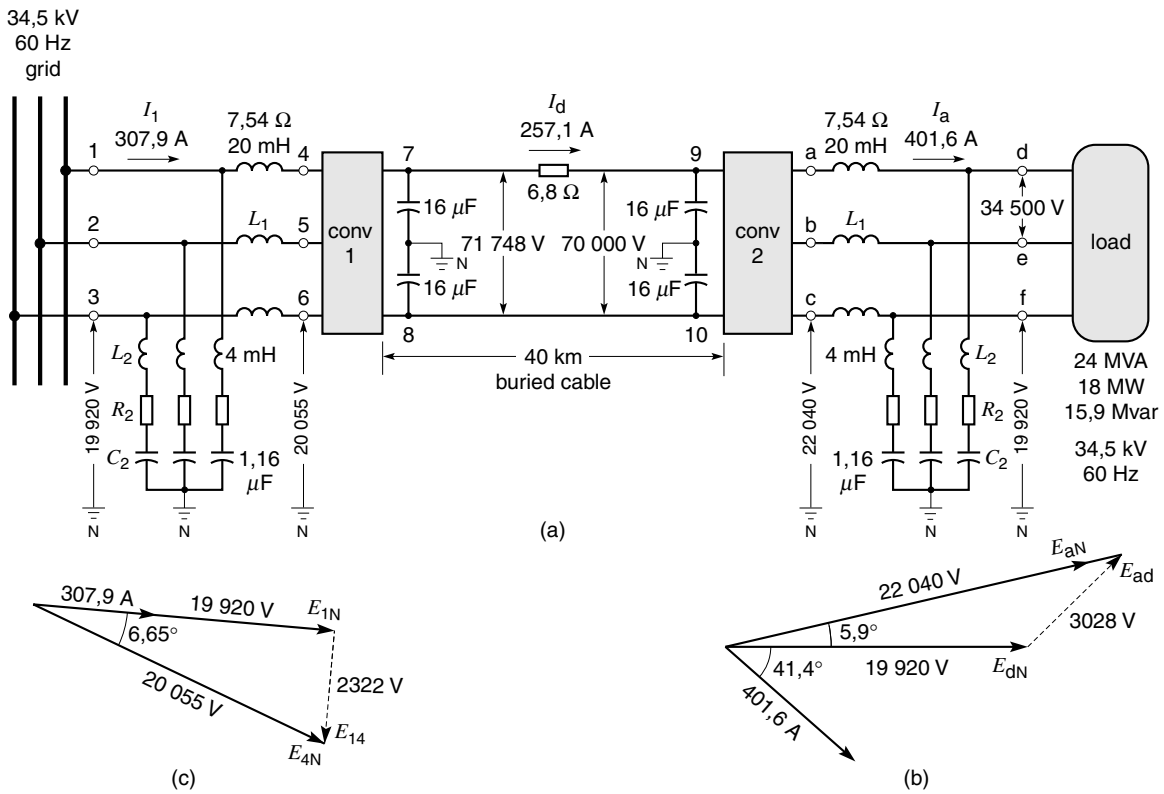 34,5 kV
60 Hz
grid
I1
307,9 A
7,54 Ω
20 mH
Id
257,1 A
7,54 Ω
20 mH
Ia
401,6 A
1
4
7
9
a
d
6,8 Ω
16 µF
16 µF
34 500 V
2
L1
5
conv
1
N
71 748 V
70 000 V
N
conv
2
b
L1
e
load
16 µF
16 µF
3
6
8
10
c
f
L2
4 mH
40 km
buried cable
4 mH
L2
24 MVA
18 MW
15,9 Mvar
34,5 kV
60 Hz
19 920 V
R2
20 055 V
22 040 V
R2
19 920 V
C2
1,16
µF
1,16
µF
C2
N
N
N
N
N
N
(a)
307,9 A
19 920 V
E1N
6,65°
20 055 V
2322 V
E4N
E14
(c)
EaN
Ead
22 040 V
5,9°
3028 V
41,4°
19 920 V
EdN
401,6 A
(b)